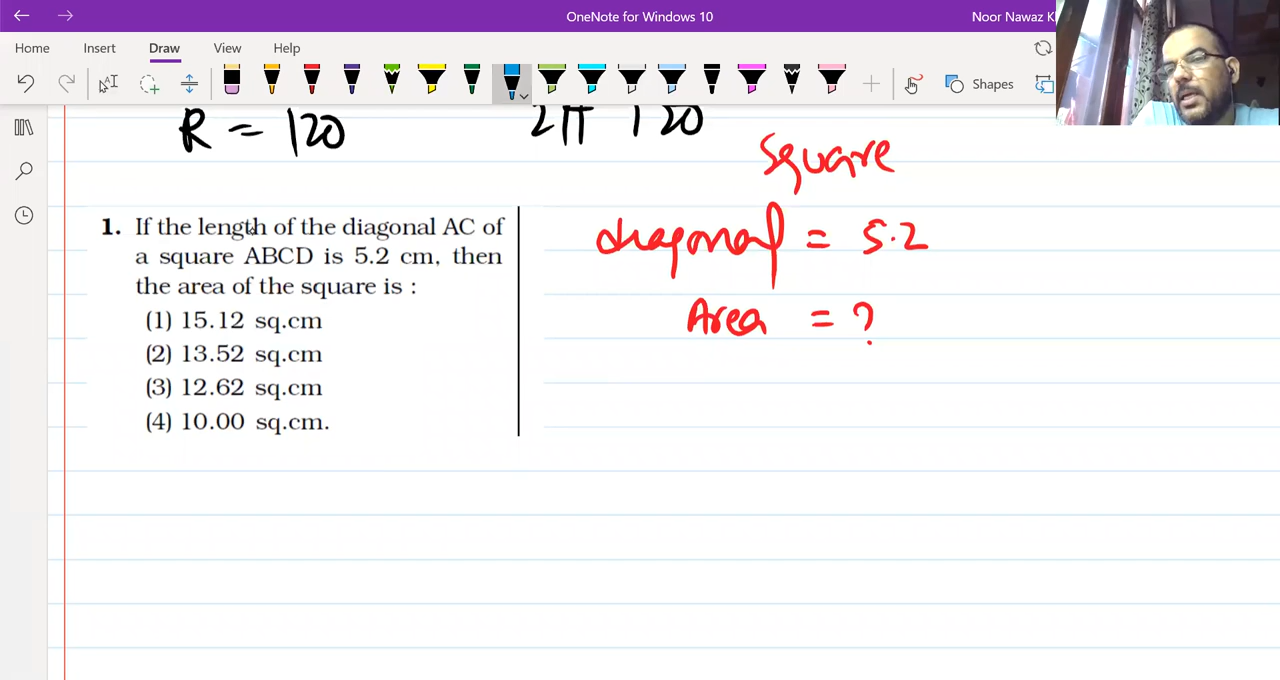 OneNote for Windows 10
Noor Nawaz K
Home Insert Draw View Help
Shapes
R = 120
2π 120
Square
1. If the length of the diagonal AC of
a square ABCD is 5.2 cm, then
the area of the square is :
(1) 15.12 sq.cm
(2) 13.52 sq.cm
(3) 12.62 sq.cm
(4) 10.00 sq.cm.
diagonal = 5.2
Area = ?